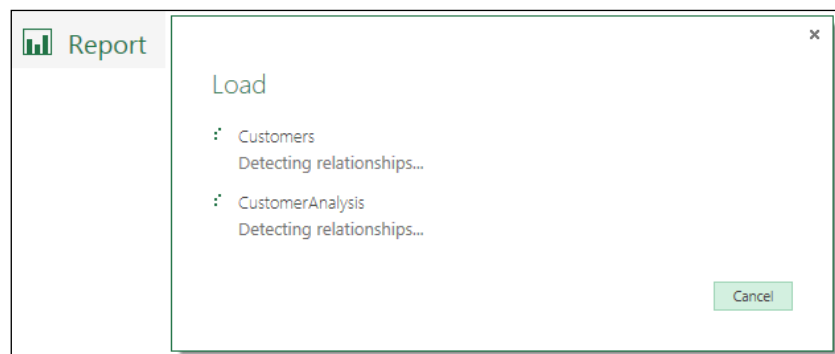 Report
×
Load
Customers
Detecting relationships...
CustomerAnalysis
Detecting relationships...
Cancel